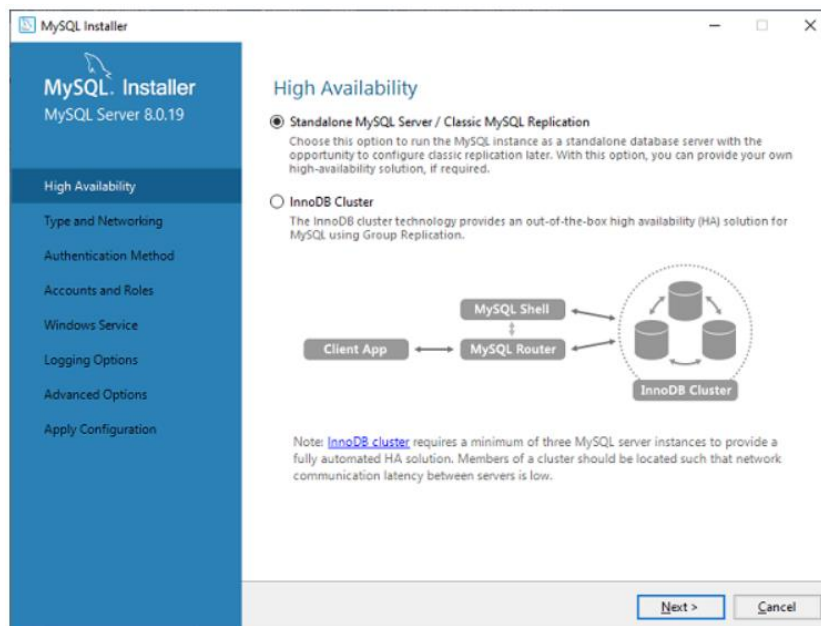 MySQL Installer
MySQL. Installer
MySQL Server 8.0.19
High Availability
Type and Networking
Authentication Method
Accounts and Roles
Windows Service
Logging Options
Advanced Options
Apply Configuration
High Availability
Standalone MySQL Server / Classic MySQL Replication
Choose this option to run the MySQL instance as a standalone database server with the
opportunity to configure classic replication later. With this option, you can provide your own
high-availability solution, if required.
InnoDB Cluster
The InnoDB cluster technology provides an out-of-the-box high availability (HA) solution for
MySQL using Group Replication.
MySQL Shell
Client App
MySQL Router
InnoDB Cluster
Note: InnoDB cluster requires a minimum of three MySQL server instances to provide a
fully automated HA solution. Members of a cluster should be located such that network
communication latency between servers is low.
Next >
Cancel